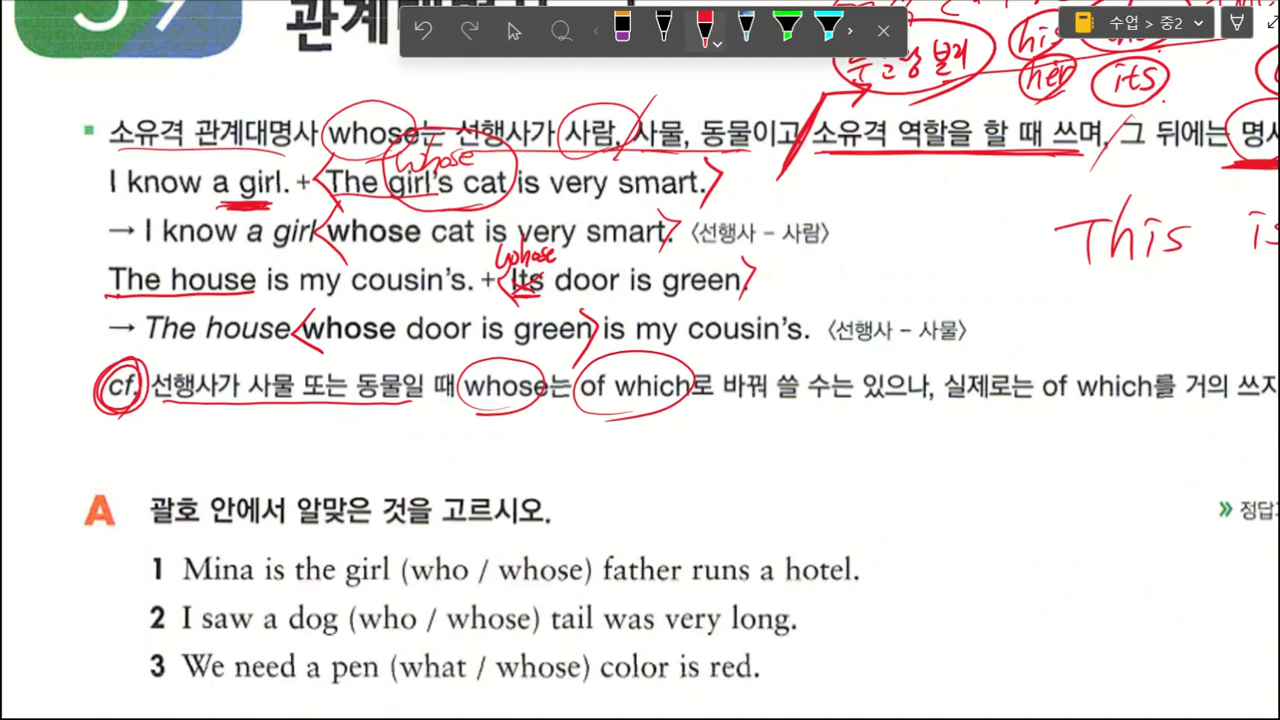 수업 > 중2
관계
his
her
its
소유격 관계대명사 whose는 선행사가 사람, 사물, 동물이고 소유격 역할을 할 때 쓰며, 그 뒤에는 명사
whose
I know a girl. + The girl's cat is very smart.
→ I know a girl whose cat is very smart. 〈선행사 – 사람〉
This is
whose
The house is my cousin's. + Its door is green.
→ The house whose door is green is my cousin's. 〈선행사 – 사물〉
cf. 선행사가 사물 또는 동물일 때 whose는 of which로 바꿔 쓸 수는 있으나, 실제로는 of which를 거의 쓰지
A 괄호 안에서 알맞은 것을 고르시오.
» 정답
1 Mina is the girl (who / whose) father runs a hotel.
2 I saw a dog (who / whose) tail was very long.
3 We need a pen (what / whose) color is red.